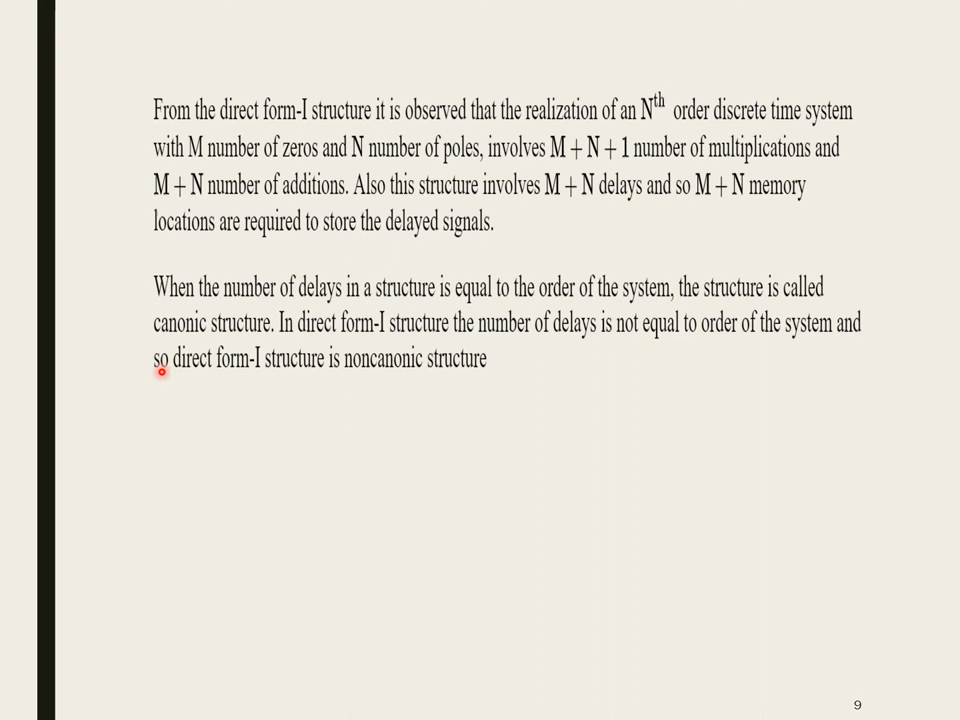 From the direct form-I structure it is observed that the realization of an Nth order discrete time system
with M number of zeros and N number of poles, involves M + N + 1 number of multiplications and
M + N number of additions. Also this structure involves M + N delays and so M + N memory
locations are required to store the delayed signals.
When the number of delays in a structure is equal to the order of the system, the structure is called
canonic structure. In direct form-I structure the number of delays is not equal to order of the system and
so direct form-I structure is noncanonic structure
9